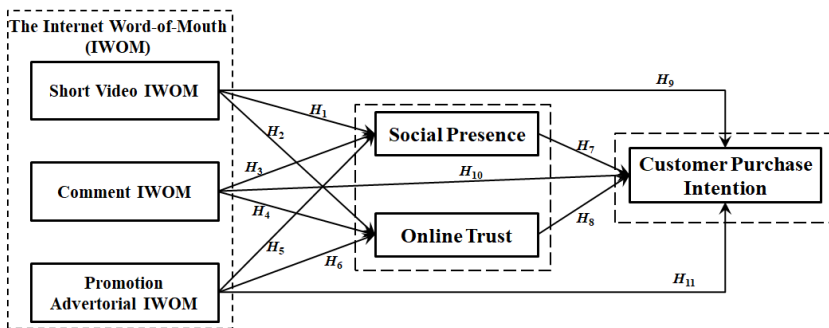 The Internet Word-of-Mouth
(IWOM)
Short Video IWOM
H9
H1
H2
Social Presence
H7
H3
Customer Purchase
Intention
Comment IWOM
H10
H4
H8
Online Trust
H5
H6
Promotion
Advertorial IWOM
H11